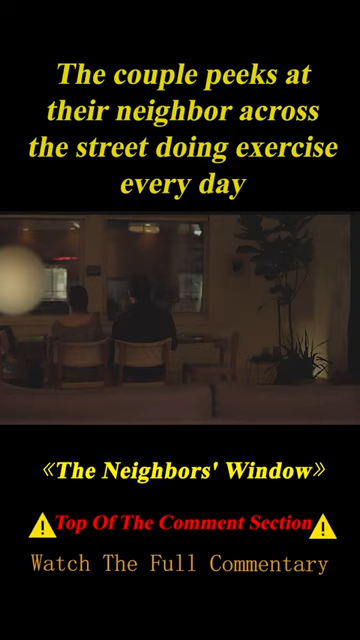 The couple peeks at
their neighbor across
the street doing exercise
every day
《The Neighbors' Window》
Top Of The Comment Section
Watch The Full Commentary